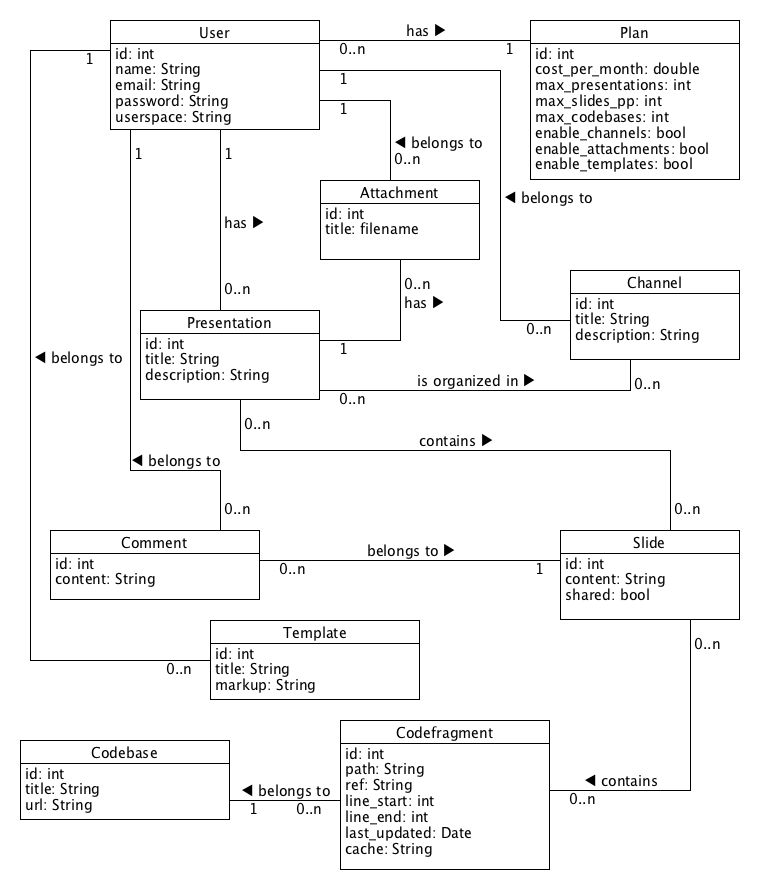 User
id: int
name: String
email: String
password: String
userspace: String
has ▶
0..n
1
Plan
id: int
cost_per_month: double
max_presentations: int
max_slides_pp: int
max_codebases: int
enable_channels: bool
enable_attachments: bool
enable_templates: bool
1
1
1
◀ belongs to
0..n
1
1
Attachment
id: int
title: filename
◀ belongs to
has ▶
0..n
0..n
has ▶
Channel
id: int
title: String
description: String
0..n
Presentation
id: int
title: String
description: String
1
◀ belongs to
is organized in ▶
0..n
0..n
0..n
contains ▶
◀ belongs to
0..n
0..n
Comment
id: int
content: String
belongs to ▶
0..n
1
Slide
id: int
content: String
shared: bool
0..n
Template
id: int
title: String
markup: String
0..n
Codebase
id: int
title: String
url: String
◀ belongs to
1
0..n
Codefragment
id: int
path: String
ref: String
line_start: int
line_end: int
last_updated: Date
cache: String
◀ contains
0..n